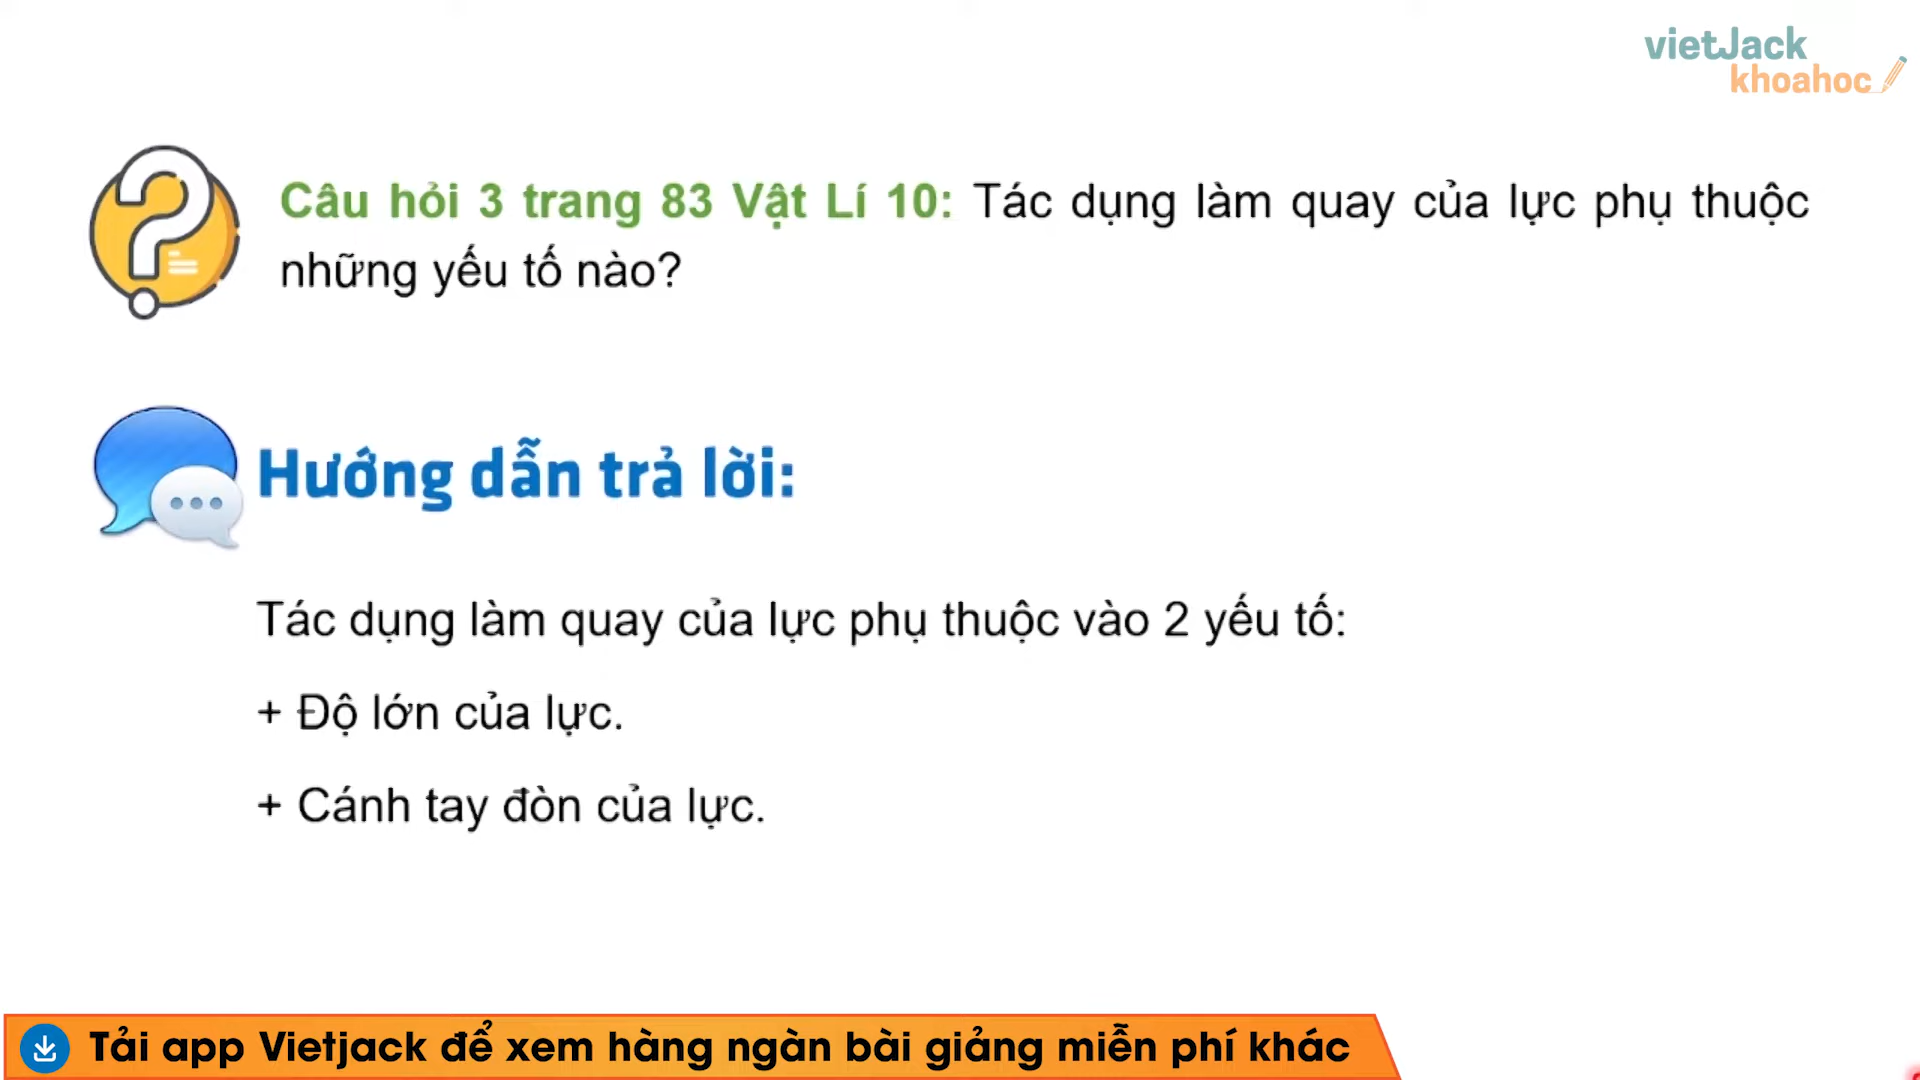 vietJack
khoahoc
Câu hỏi 3 trang 83 Vật Lí 10: Tác dụng làm quay của lực phụ thuộc
những yếu tố nào?
Hướng dẫn trả lời:
Tác dụng làm quay của lực phụ thuộc vào 2 yếu tố:
+ Độ lớn của lực.
+ Cánh tay đòn của lực.
Tải app Vietjack để xem hàng ngàn bài giảng miễn phí khác